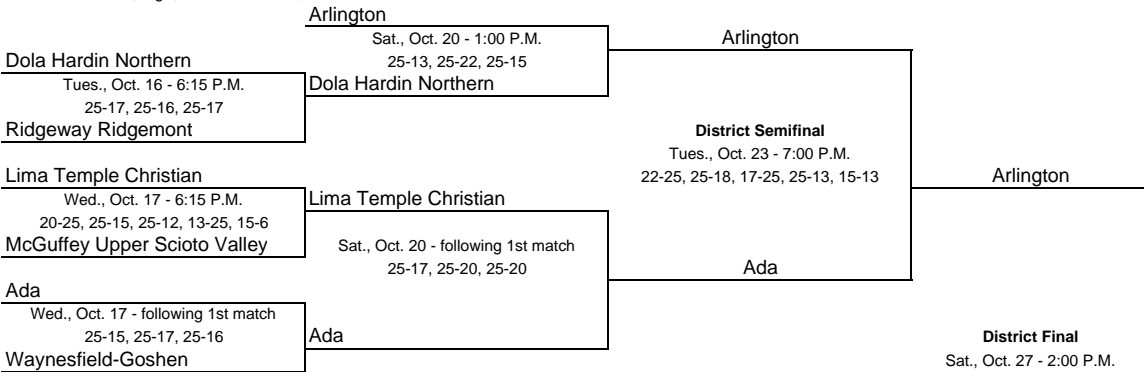 Arlington
Sat., Oct. 20 - 1:00 P.M.
25-13, 25-22, 25-15
Arlington
Dola Hardin Northern
Tues., Oct. 16 - 6:15 P.M.
25-17, 25-16, 25-17
Dola Hardin Northern
Ridgeway Ridgemont
District Semifinal
Tues., Oct. 23 - 7:00 P.M.
22-25, 25-18, 17-25, 25-13, 15-13
Arlington
Lima Temple Christian
Wed., Oct. 17 - 6:15 P.M.
20-25, 25-15, 25-12, 13-25, 15-6
Lima Temple Christian
McGuffey Upper Scioto Valley
Sat., Oct. 20 - following 1st match
25-17, 25-20, 25-20
Ada
Ada
Wed., Oct. 17 - following 1st match
25-15, 25-17, 25-16
Ada
Waynesfield-Goshen
District Final
Sat., Oct. 27 - 2:00 P.M.